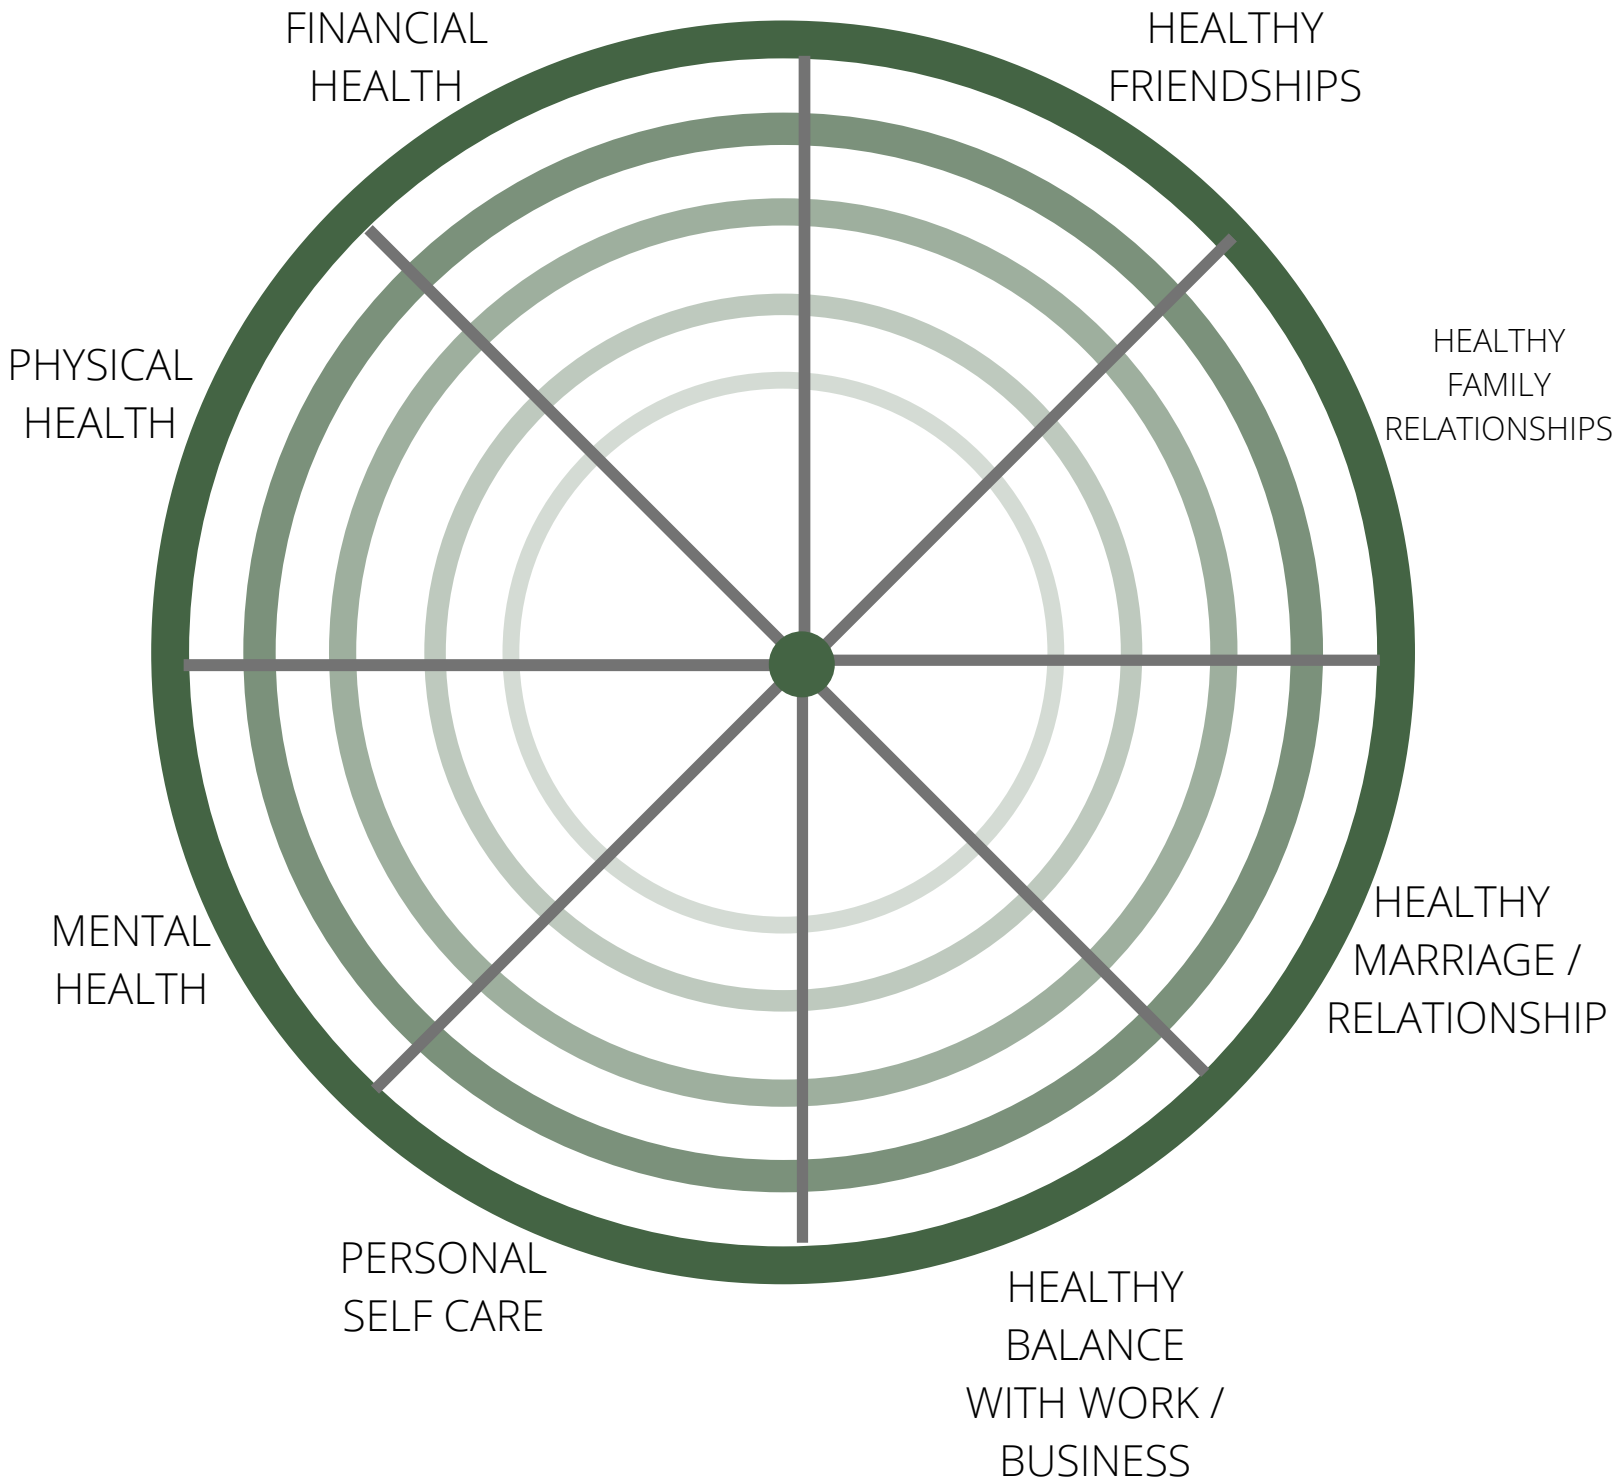 FINANCIAL
HEALTH
HEALTHY
FRIENDSHIPS
PHYSICAL
HEALTH
HEALTHY
FAMILY
RELATIONSHIPS
MENTAL
HEALTH
HEALTHY
MARRIAGE /
RELATIONSHIP
PERSONAL
SELF CARE
HEALTHY
BALANCE
WITH WORK /
BUSINESS